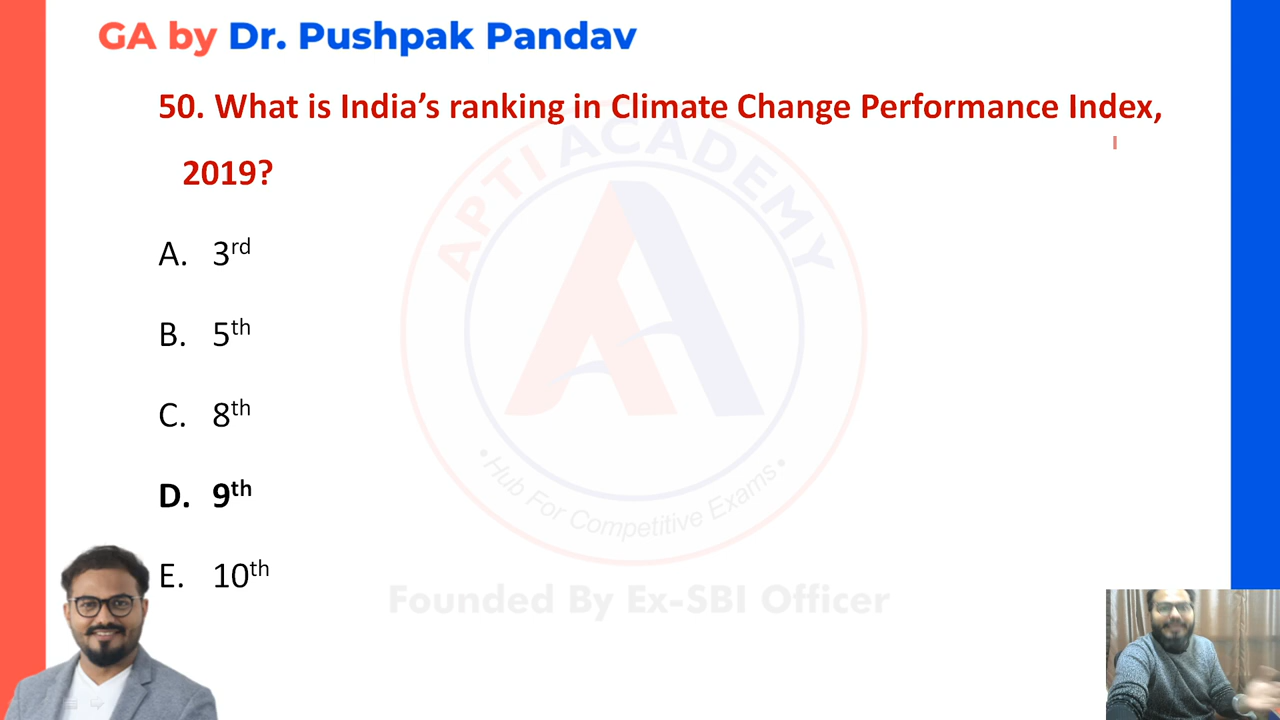 GA by Dr. Pushpak Pandav
50. What is India’s ranking in Climate Change Performance Index,
2019?
A. 3rd
B. 5th
C. 8th
D. 9th
E. 10th
APTI ACADEMY
•Hub For Competitive Exams•
Founded By Ex-SBI Officer